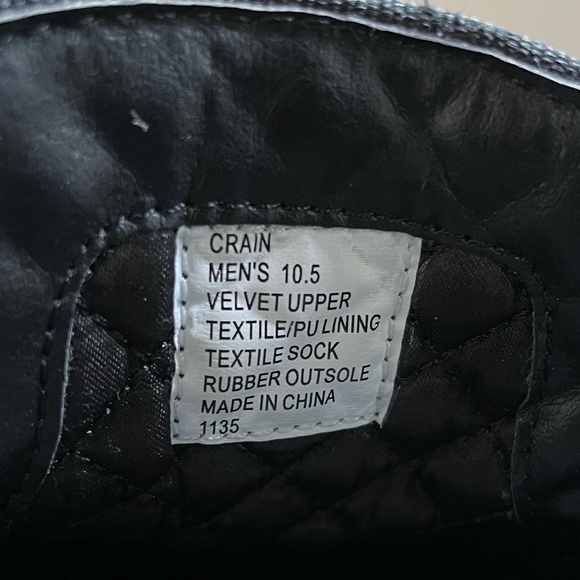 CRAIN
MEN'S 10.5
VELVET UPPER
TEXTILE/PU LINING
TEXTILE SOCK
RUBBER OUTSOLE
MADE IN CHINA
1135